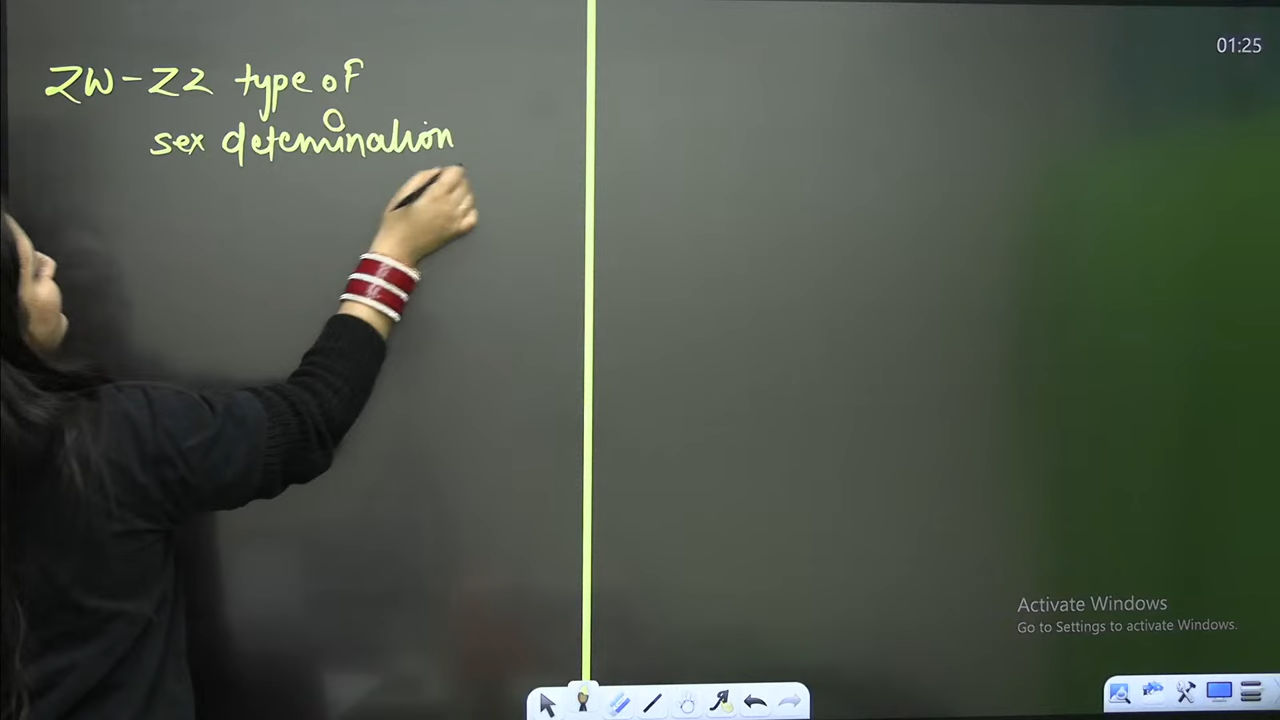 ZW-ZZ type of
sex detemination
01:25
Activate Windows
Go to Settings to activate Windows.